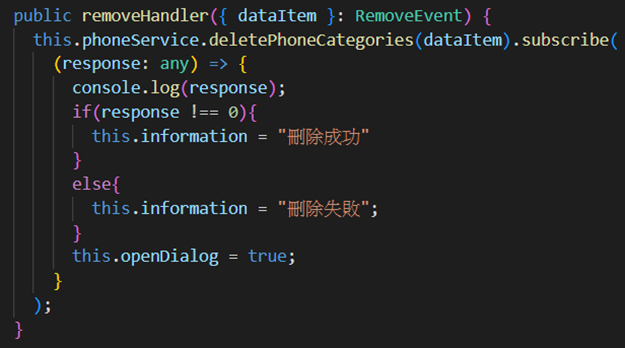 public removeHandler({ dataItem }: RemoveEvent) {
this.phoneService.deletePhoneCategories(dataItem).subscribe(
(response: any) => {
console.log(response);
if(response !== 0){
this.information = "刪除成功"
}
else{
this.information = "刪除失敗";
}
this.openDialog = true;
}
);
}